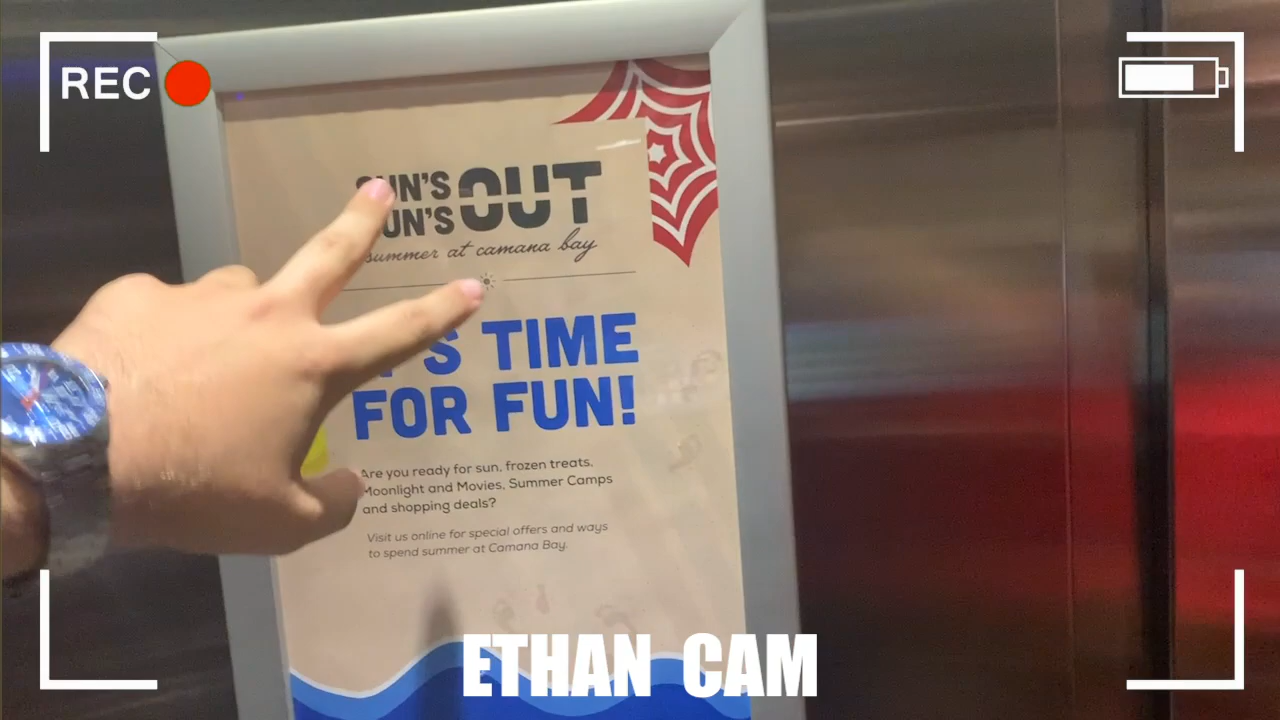 REC
SUN'S OUT
FUN'S
summer at camana bay
IT'S TIME
FOR FUN!
Are you ready for sun, frozen treats,
Moonlight and Movies, Summer Camps
and shopping deals?
Visit us online for special offers and ways
to spend summer at Camana Bay.
ETHAN CAM